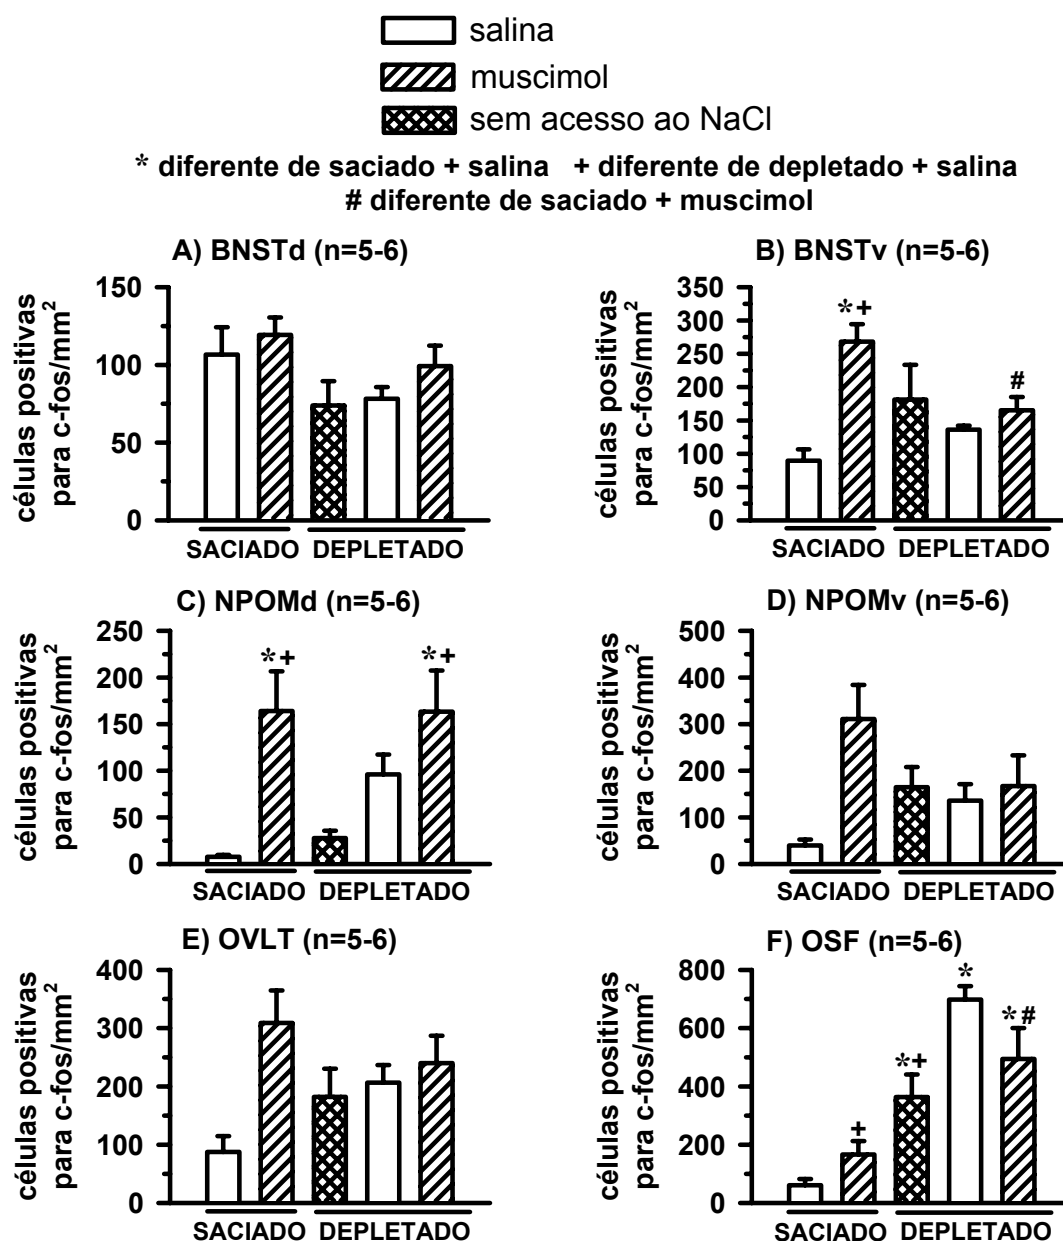 salina
muscimol
sem acesso ao NaCl
* diferente de saciado + salina + diferente de depletado + salina
# diferente de saciado + muscimol
A) BNSTd (n=5-6)
células positivas
para c-fos/mm²
150
100
50
0
SACIADO DEPLETADO
B) BNSTv (n=5-6)
células positivas
para c-fos/mm²
350
300
250
200
150
100
50
0
*+
#
SACIADO DEPLETADO
C) NPOMd (n=5-6)
células positivas
para c-fos/mm²
250
200
150
100
50
0
*+
*+
SACIADO DEPLETADO
D) NPOMv (n=5-6)
células positivas
para c-fos/mm²
500
400
300
200
100
0
SACIADO DEPLETADO
E) OVLT (n=5-6)
células positivas
para c-fos/mm²
400
300
200
100
0
SACIADO DEPLETADO
F) OSF (n=5-6)
células positivas
para c-fos/mm²
800
600
400
200
0
+
*+
*
*#
SACIADO DEPLETADO